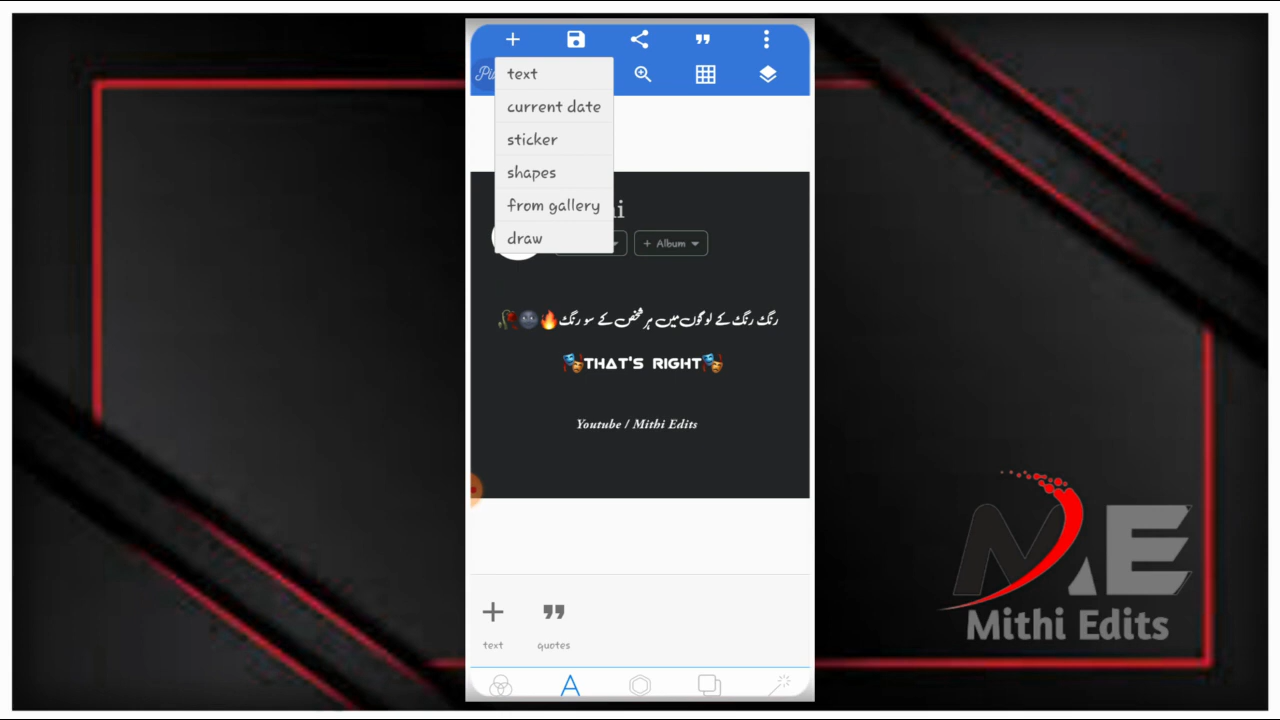 text
current date
sticker
shapes
from gallery
draw
+ Album
رنگ رنگ کے لوگوں میں ہر شخص کے سو رنگ
THAT'S RIGHT
Youtube / Mithi Edits
text
quotes
ME
Mithi Edits